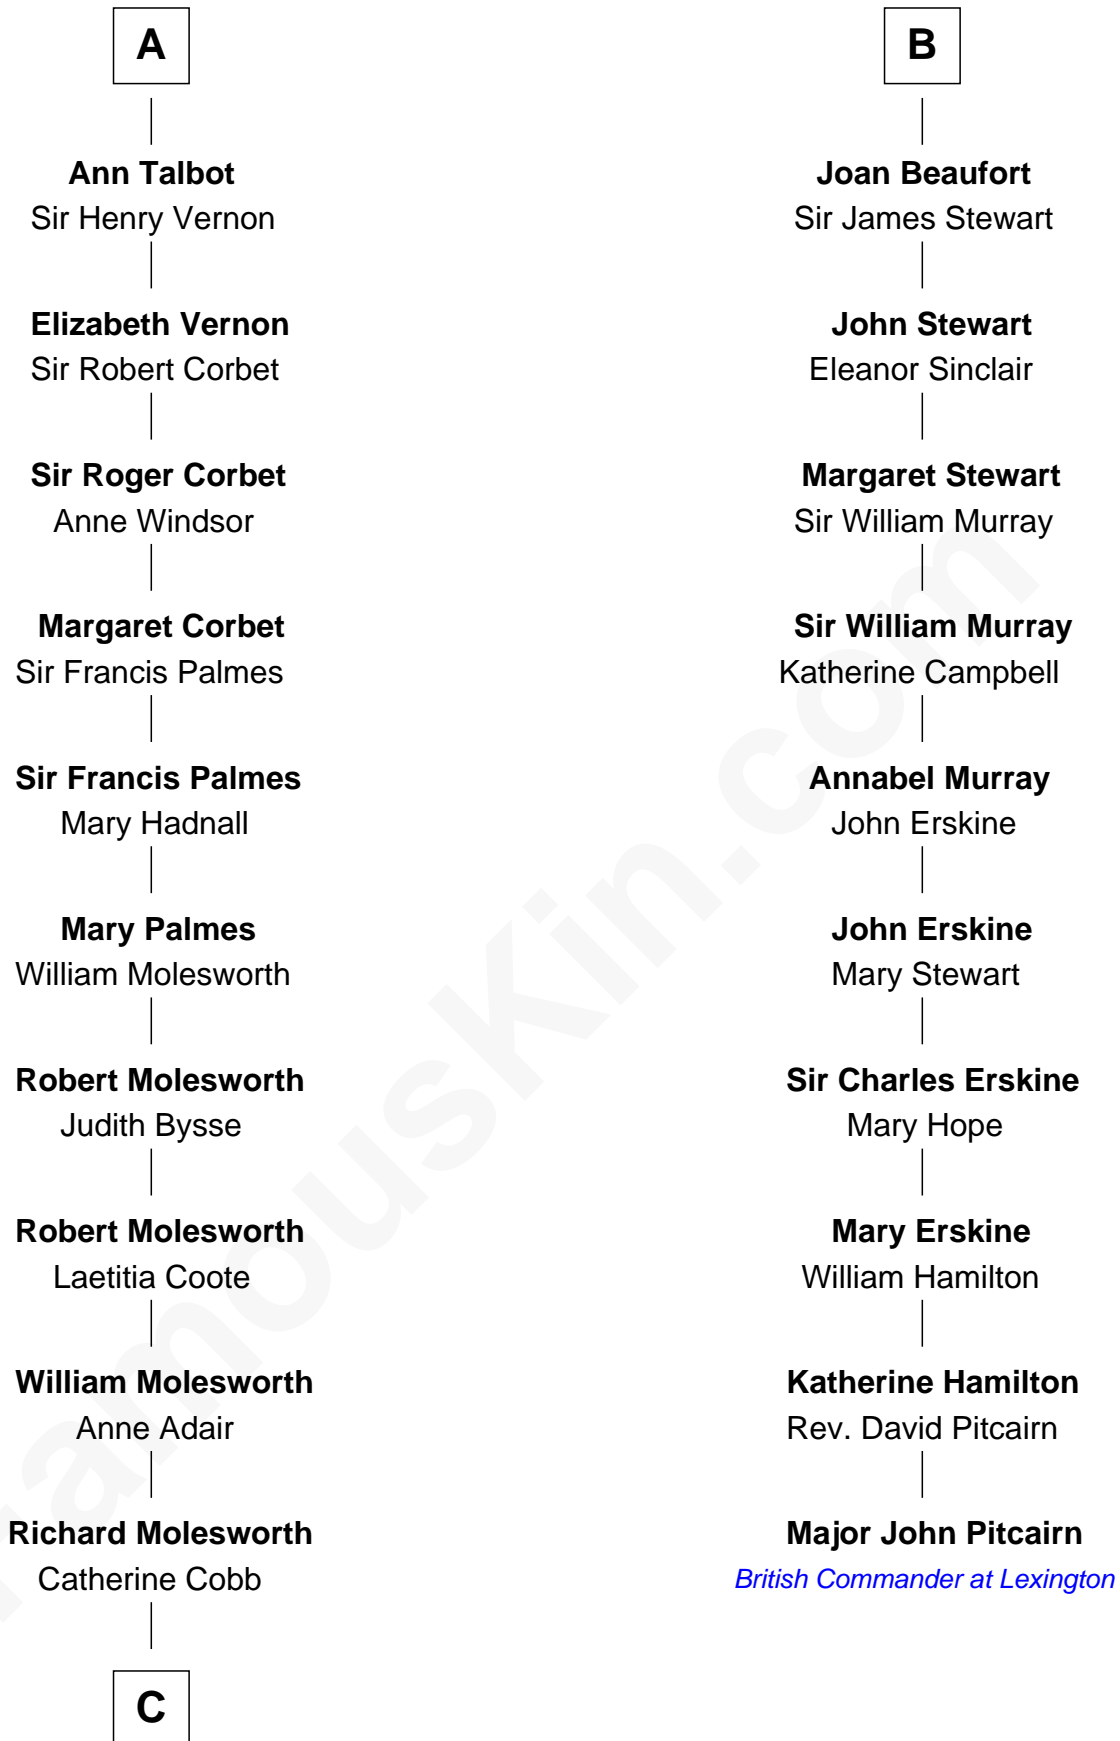 A
Ann Talbot
Sir Henry Vernon
Elizabeth Vernon
Sir Robert Corbet
Sir Roger Corbet
Anne Windsor
Margaret Corbet
Sir Francis Palmes
Sir Francis Palmes
Mary Hadnall
Mary Palmes
William Molesworth
Robert Molesworth
Judith Bysse
Robert Molesworth
Laetitia Coote
William Molesworth
Anne Adair
Richard Molesworth
Catherine Cobb
C
B
Joan Beaufort
Sir James Stewart
John Stewart
Eleanor Sinclair
Margaret Stewart
Sir William Murray
Sir William Murray
Katherine Campbell
Annabel Murray
John Erskine
John Erskine
Mary Stewart
Sir Charles Erskine
Mary Hope
Mary Erskine
William Hamilton
Katherine Hamilton
Rev. David Pitcairn
Major John Pitcairn
British Commander at Lexington
FamousKin.com